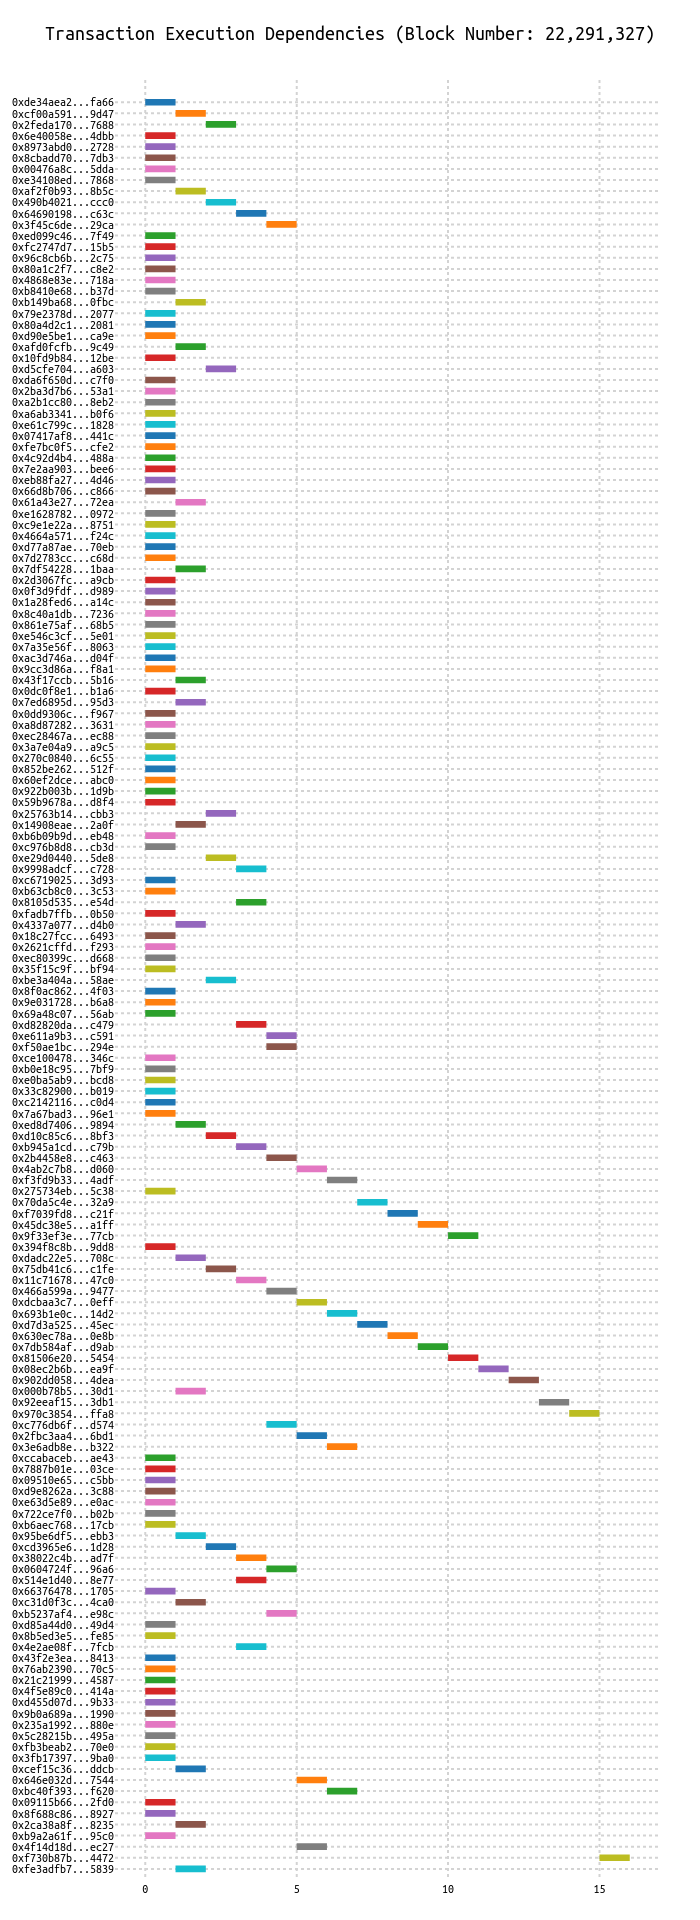 Transaction Execution Dependencies (Block Number: 22,291,327)
0xde34aea2...fa66
0xcf00a591...9d47
0x2feda170...7688
0x6e40058e...4dbb
0x8973abd0...2728
0x8cbadd70...7db3
0x00476a8c...5dda
0xe34108ed...7868
0xaf2f0b93...8b5c
0x490b4021...ccc0
0x64690198...c63c
0x3f45c6de...29ca
0xed099c46...7f49
0xfc2747d7...15b5
0x96c8cb6b...2c75
0x80a1c2f7...c8e2
0x4868e83e...718a
0xb8410e68...b37d
0xb149ba68...0fbc
0x79e2378d...2077
0x80a4d2c1...2081
0xd90e5be1...ca9e
0xafd0fcfb...9c49
0x10fd9b84...12be
0xd5cfe704...a603
0xda6f650d...c7f0
0x2ba3d7b6...53a1
0xa2b1cc80...8eb2
0xa6ab3341...b0f6
0xe61c799c...1828
0x07417af8...441c
0xfe7bc0f5...cfe2
0x4c92d4b4...488a
0x7e2aa903...bee6
0xeb88fa27...4d46
0x66d8b706...c866
0x61a43e27...72ea
0xe1628782...0972
0xc9e1e22a...8751
0x4664a571...f24c
0xd77a87ae...70eb
0x7d2783cc...c68d
0x7df54228...1baa
0x2d3067fc...a9cb
0x0f3d9fdf...d989
0x1a28fed6...a14c
0x8c40a1db...7236
0x861e75af...68b5
0xe546c3cf...5e01
0x7a35e56f...8063
0xac3d746a...d04f
0x9cc3d86a...f8a1
0x43f17ccb...5b16
0x0dc0f8e1...b1a6
0x7ed6895d...95d3
0x0dd9306c...f967
0xa8d87282...3631
0xec28467a...ec88
0x3a7e04a9...a9c5
0x270c0840...6c55
0x852be262...512f
0x60ef2dce...abc0
0x922b003b...1d9b
0x59b9678a...d8f4
0x25763b14...cbb3
0x14908eae...2a0f
0xb6b09b9d...eb48
0xc976b8d8...cb3d
0xe29d0440...5de8
0x9998adcf...c728
0xc6719025...3d93
0xb63cb8c0...3c53
0x8105d535...e54d
0xfadb7ffb...0b50
0x4337a077...d4b0
0x18c27fcc...6493
0x2621cffd...f293
0xec80399c...d668
0x35f15c9f...bf94
0xbe3a404a...58ae
0x8f0ac862...4f03
0x9e031728...b6a8
0x69a48c07...56ab
0xd82820da...c479
0xe611a9b3...c591
0xf50ae1bc...294e
0xce100478...346c
0xb0e18c95...7bf9
0xe0ba5ab9...bcd8
0x33c82900...b019
0xc2142116...c0d4
0x7a67bad3...96e1
0xed8d7406...9894
0xd10c85c6...8bf3
0xb945a1cd...c79b
0x2b4458e8...c463
0x4ab2c7b8...d060
0xf3fd9b33...4adf
0x275734eb...5c38
0x70da5c4e...32a9
0xf7039fd8...c21f
0x45dc38e5...a1ff
0x9f33ef3e...77cb
0x394f8c8b...9dd8
0xdadc22e5...708c
0x75db41c6...c1fe
0x11c71678...47c0
0x466a599a...9477
0xdcbaa3c7...0eff
0x693b1e0c...14d2
0xd7d3a525...45ec
0x630ec78a...0e8b
0x7db584af...d9ab
0x81506e20...5454
0x08ec2b6b...ea9f
0x902dd058...4dea
0x000b78b5...30d1
0x92eeaf15...3db1
0x970c3854...ffa8
0xc776db6f...d574
0x2fbc3aa4...6bd1
0x3e6adb8e...b322
0xccabaceb...ae43
0x7887b01e...03ce
0x09510e65...c5bb
0xd9e8262a...3c88
0xe63d5e89...e0ac
0x722ce7f0...b02b
0xb6aec768...17cb
0x95be6df5...ebb3
0xcd3965e6...1d28
0x38022c4b...ad7f
0x0604724f...96a6
0x514e1d40...8e77
0x66376478...1705
0xc31d0f3c...4ca0
0xb5237af4...e98c
0xd85a44d0...49d4
0x8b5ed3e5...fe85
0x4e2ae08f...7fcb
0x43f2e3ea...8413
0x76ab2390...70c5
0x21c21999...4587
0x4f5e89c0...414a
0xd455d07d...9b33
0x9b0a689a...1990
0x235a1992...880e
0x5c28215b...495a
0xfb3beab2...70e0
0x3fb17397...9ba0
0xcef15c36...ddcb
0x646e032d...7544
0xbc40f393...f620
0x09115b66...2fd0
0x8f688c86...8927
0x2ca38a8f...8235
0xb9a2a61f...95c0
0x4f14d18d...ec27
0xf730b87b...4472
0xfe3adfb7...5839
0 5 10 15